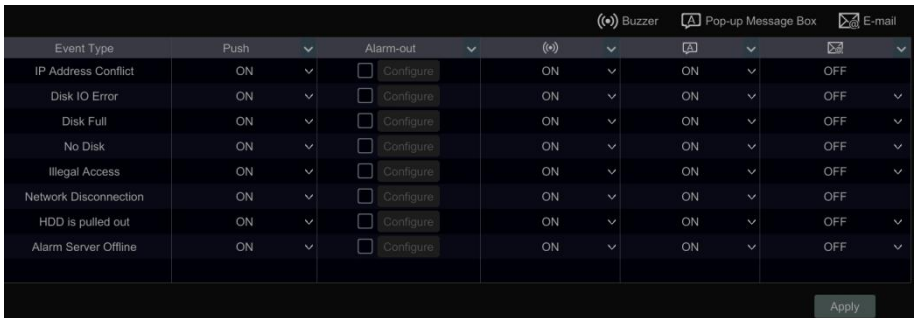 Buzzer Pop-up Message Box E-mail
Event Type Push Alarm-out
IP Address Conflict ON Configure ON ON OFF
Disk IO Error ON Configure ON ON OFF
Disk Full ON Configure ON ON OFF
No Disk ON Configure ON ON OFF
Illegal Access ON Configure ON ON OFF
Network Disconnection ON Configure ON ON OFF
HDD is pulled out ON Configure ON ON OFF
Alarm Server Offline ON Configure ON ON OFF
Apply